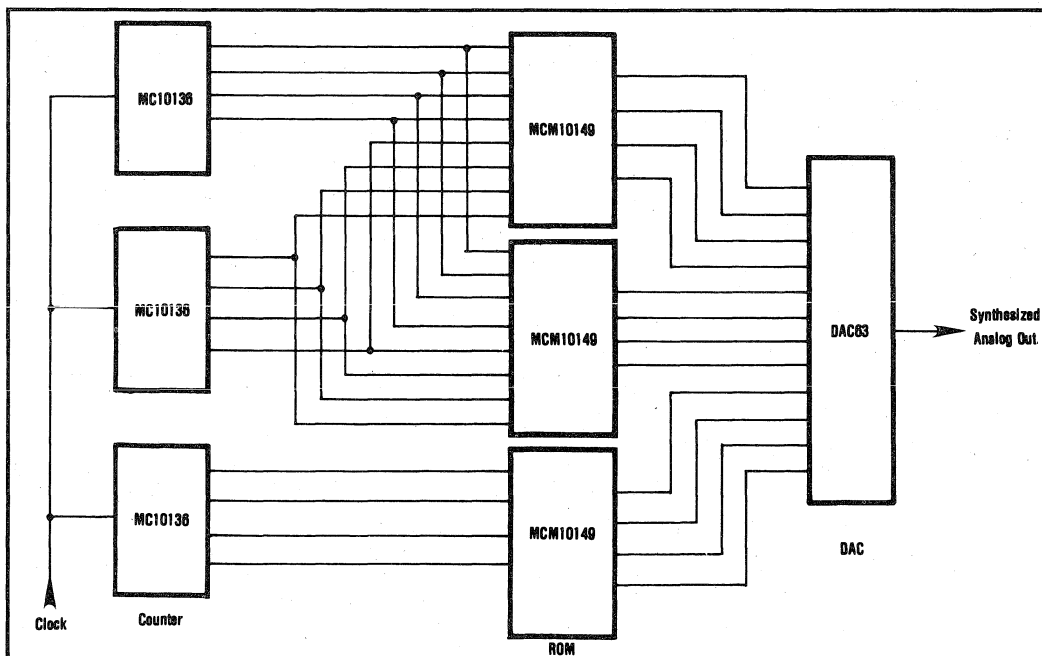 MC10136
MCM10149
MC10136
MCM10149
DAC63
Synthesized
Analog Out.
MC10136
MCM10149
DAC
Clock
Counter
ROM